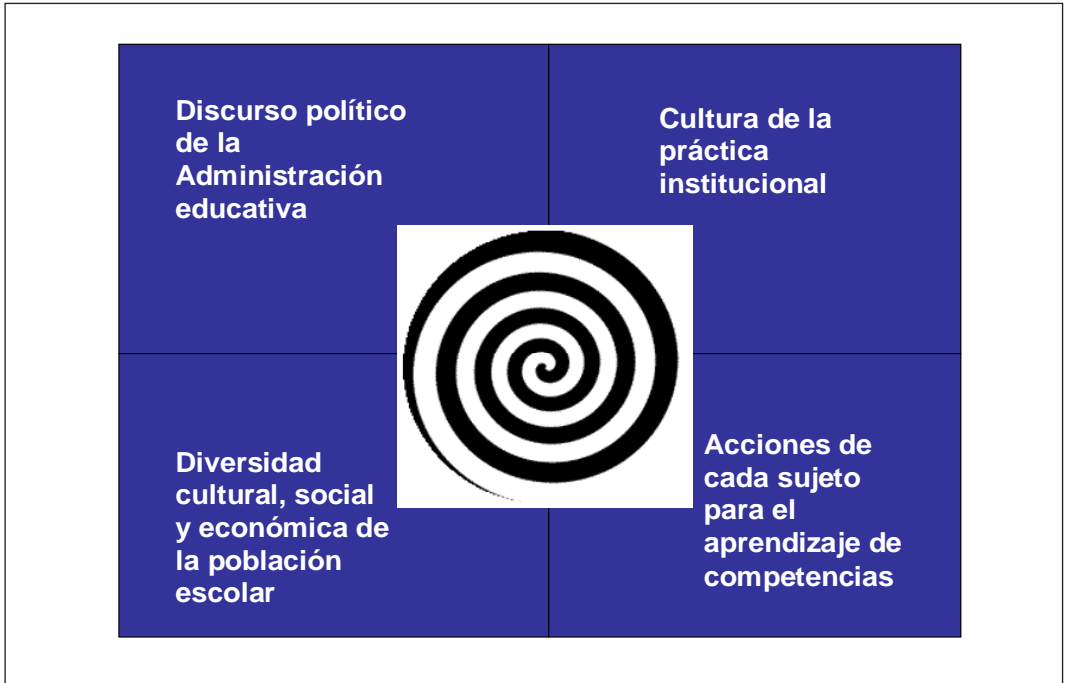 Discurso político
de la
Administración
educativa
Cultura de la
práctica
institucional
Diversidad
cultural, social
y económica de
la población
escolar
Acciones de
cada sujeto
para el
aprendizaje de
competencias